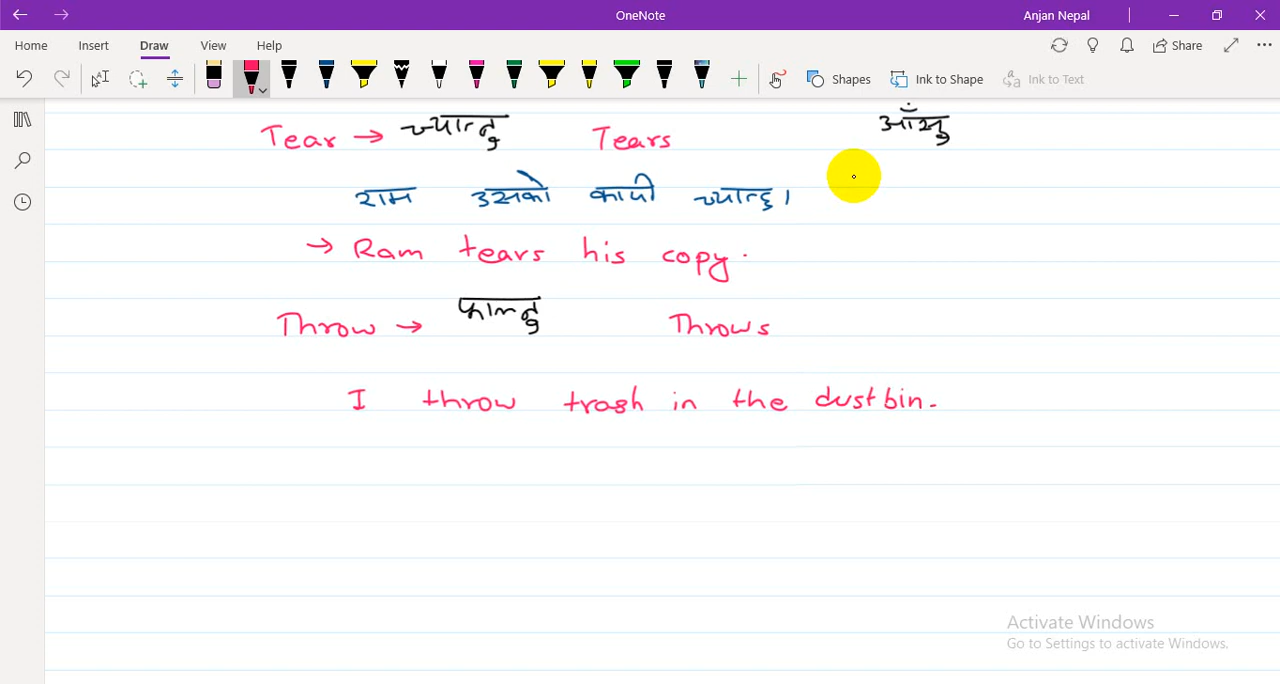 OneNote
Anjan Nepal
Home Insert Draw View Help
Share
Shapes Ink to Shape Ink to Text
Tear → च्यात्नु Tears आँसु
राम उसको कापी च्यात्छ।
→ Ram tears his copy.
Throw → फाल्नु Throws
I throw trash in the dustbin.
Activate Windows
Go to Settings to activate Windows.